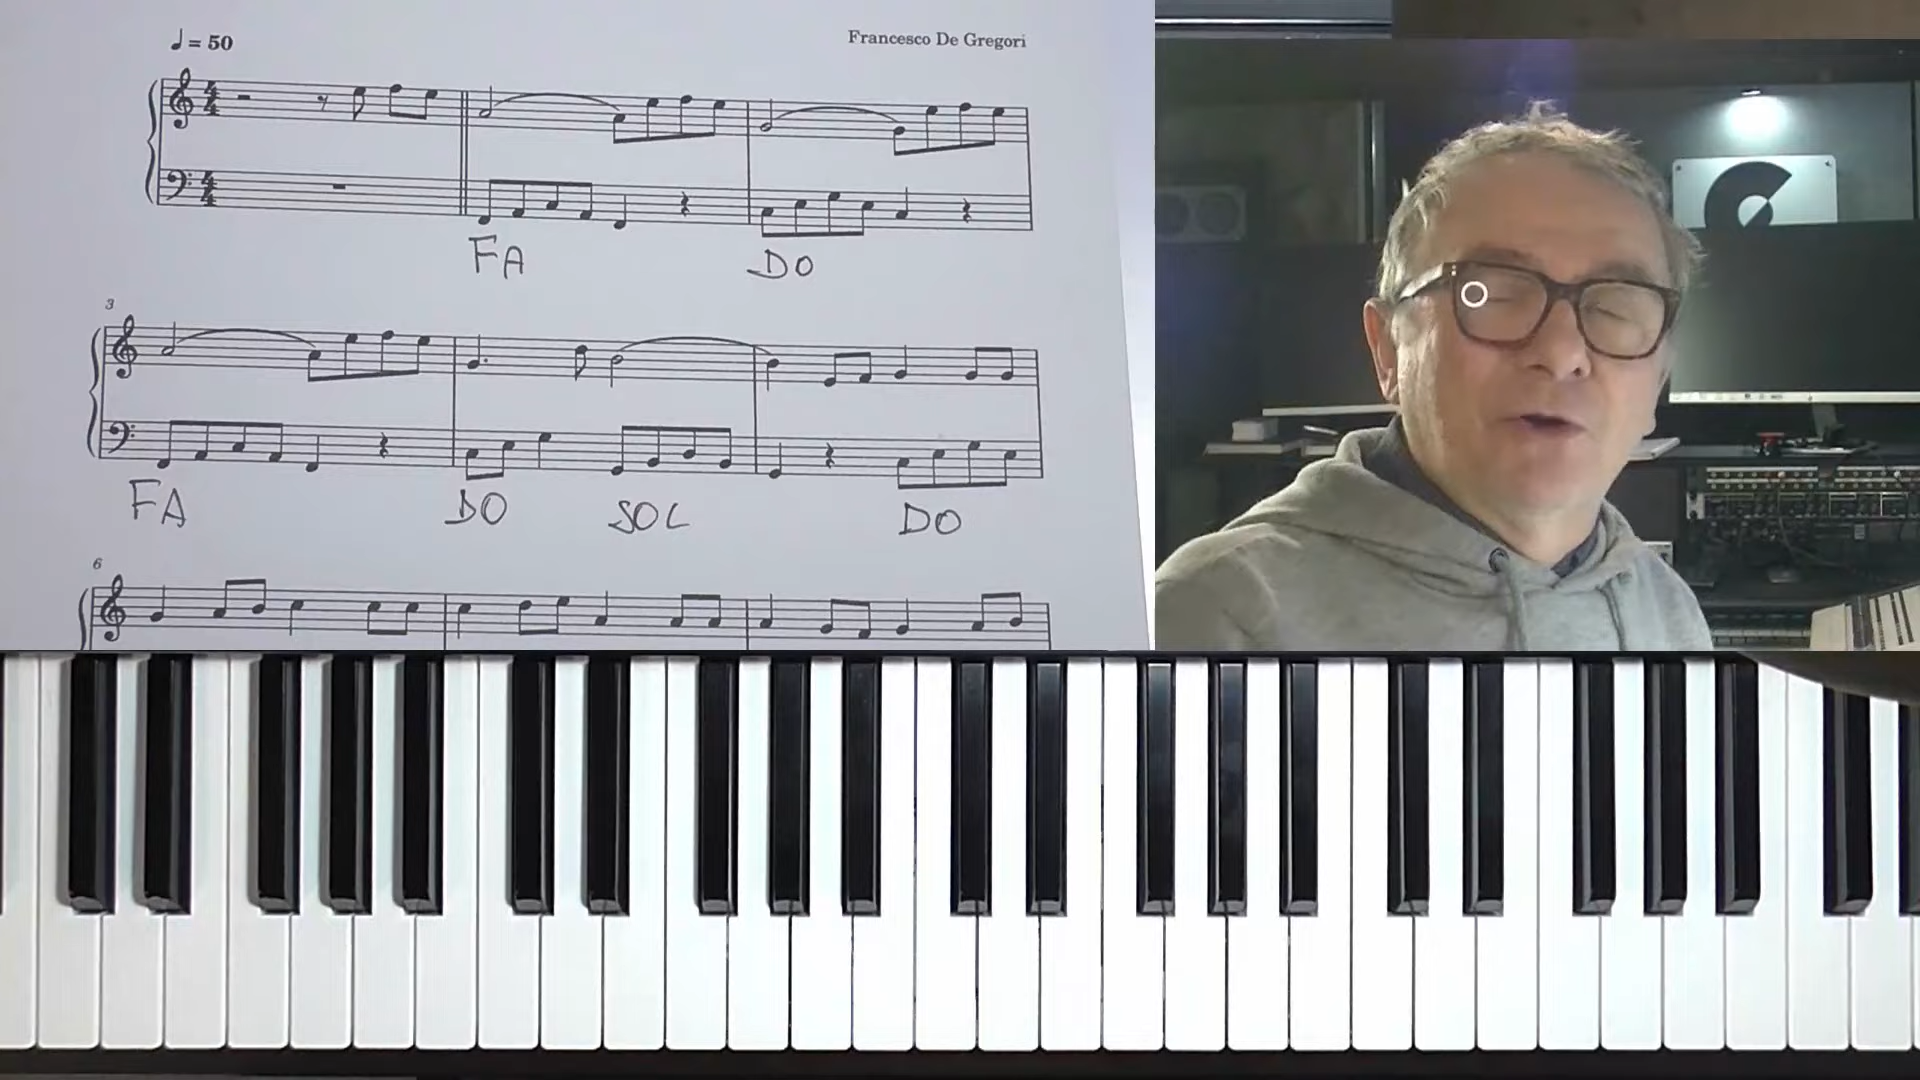 ♩ = 50
Francesco De Gregori
4/4
4/4
FA DO
3
FA DO SOL DO
6